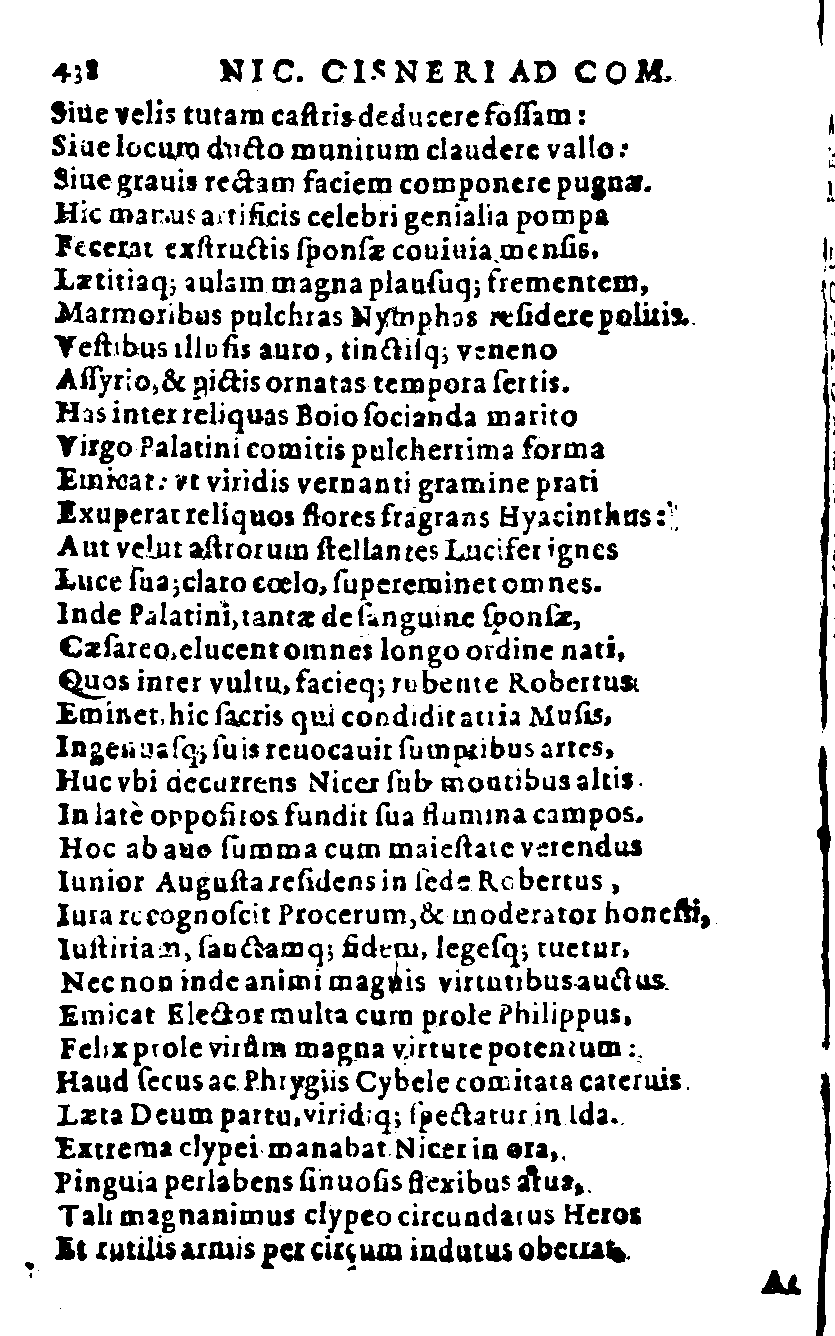 438 NIC. CISNERI AD COM.
Siue velis tutam castris deducere fossam:
Siue locum ducto munitum claudere vallo:
Siue grauis rectam faciem componere pugnæ.
Hic manus artificis celebri genialia pompa
Fecerat exstructis sponsæ couiuia mensis,
Lætitiaq; aulam magna plausuq; frementem,
Marmoribus pulchras Nymphas residere politis.
Vestibus illusis auro, tinctisq; veneno
Assyrio, & pictis ornatas tempora sertis.
Has inter reliquas Boio socianda marito
Virgo Palatini comitis pulcherrima forma
Emicat: vt viridis vernanti gramine prati
Exuperat reliquos flores fragrans Hyacinthus:
Aut velut astrorum stellantes Lucifer ignes
Luce sua; claro cœlo, supereminet omnes.
Inde Palatini, tantæ de sanguine sponsæ,
Cæsareo, elucent omnes longo ordine nati,
Quos inter vultu, facieq; rubente Robertus
Eminet, hic sacris qui condidit atria Musis,
Ingenuasq; suis reuocauit sumptibus artes,
Huc vbi decurrens Nicer sub montibus altis
In latè oppositos fundit sua flumina campos.
Hoc ab auo summa cum maiestate verendus
Iunior Augusta residens in sede Robertus,
Iura recognoscit Procerum, & moderator honesti,
Iustitiam, sanctamq; fidem, legesq; tuetur,
Nec non inde animi magnis virtutibus auctus
Emicat Elector multa cum prole Philippus,
Felix prole virûm magna virtute potentum:
Haud secus ac Phrygiis Cybele comitata cateruis
Læta Deum partu, viridiq; spectatur in Ida.
Extrema clypei manabat Nicer in ora,
Pinguia perlabens sinuosis flexibus arua,
Tali magnanimus clypeo circundatus Heros
Et rutilis armis per circum indutus oberrat.